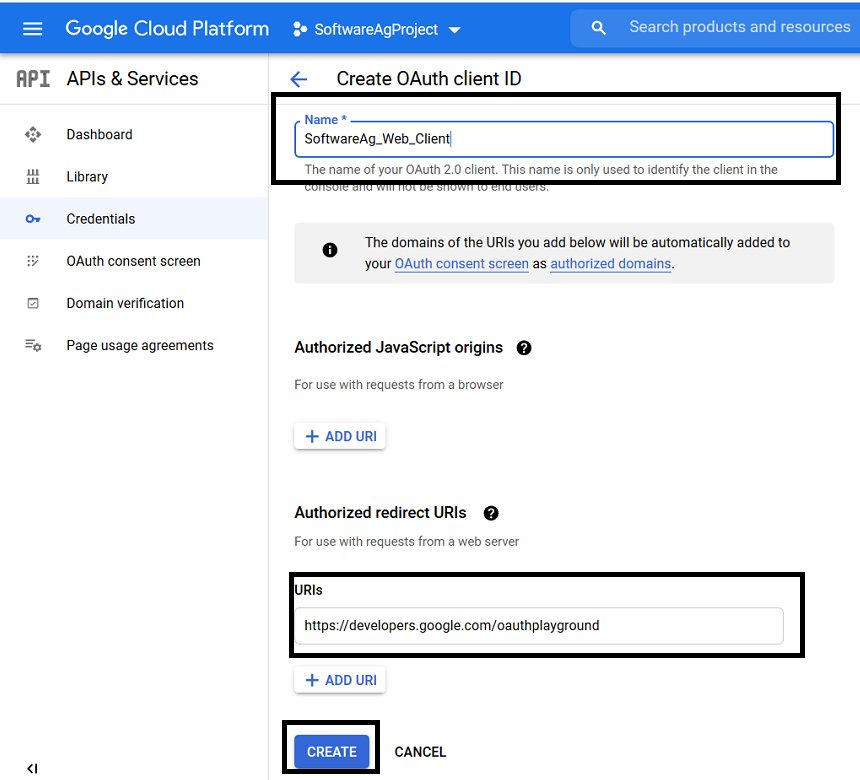 Google Cloud Platform
SoftwareAgProject
Search products and resources
API
APIs & Services
Create OAuth client ID
Dashboard
Library
Credentials
OAuth consent screen
Domain verification
Page usage agreements
Name *
SoftwareAg_Web_Client
The name of your OAuth 2.0 client. This name is only used to identify the client in the
console and will not be shown to end users.
The domains of the URIs you add below will be automatically added to
your OAuth consent screen as authorized domains.
Authorized JavaScript origins
For use with requests from a browser
ADD URI
Authorized redirect URIs
For use with requests from a web server
URIs
https://developers.google.com/oauthplayground
ADD URI
CREATE
CANCEL